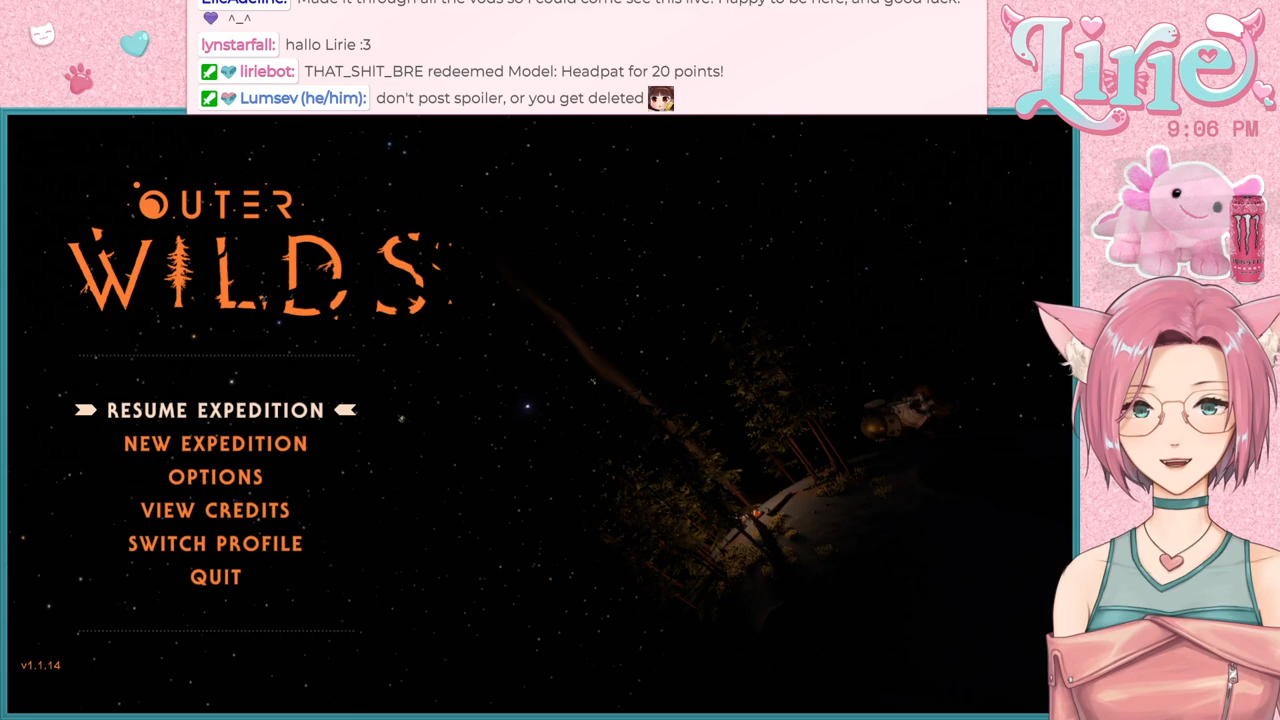 EllCAdeline: Made it through all the vods so I could come see this live. Happy to be here, and good luck.
^_^
lynstarfall: hallo Lirie :3
liriebot: THAT_SHIT_BRE redeemed Model: Headpat for 20 points!
Lumsev (he/him): don't post spoiler, or you get deleted
Lirie
9:06 PM
OUTER
WILDS
RESUME EXPEDITION
NEW EXPEDITION
OPTIONS
VIEW CREDITS
SWITCH PROFILE
QUIT
v1.1.14